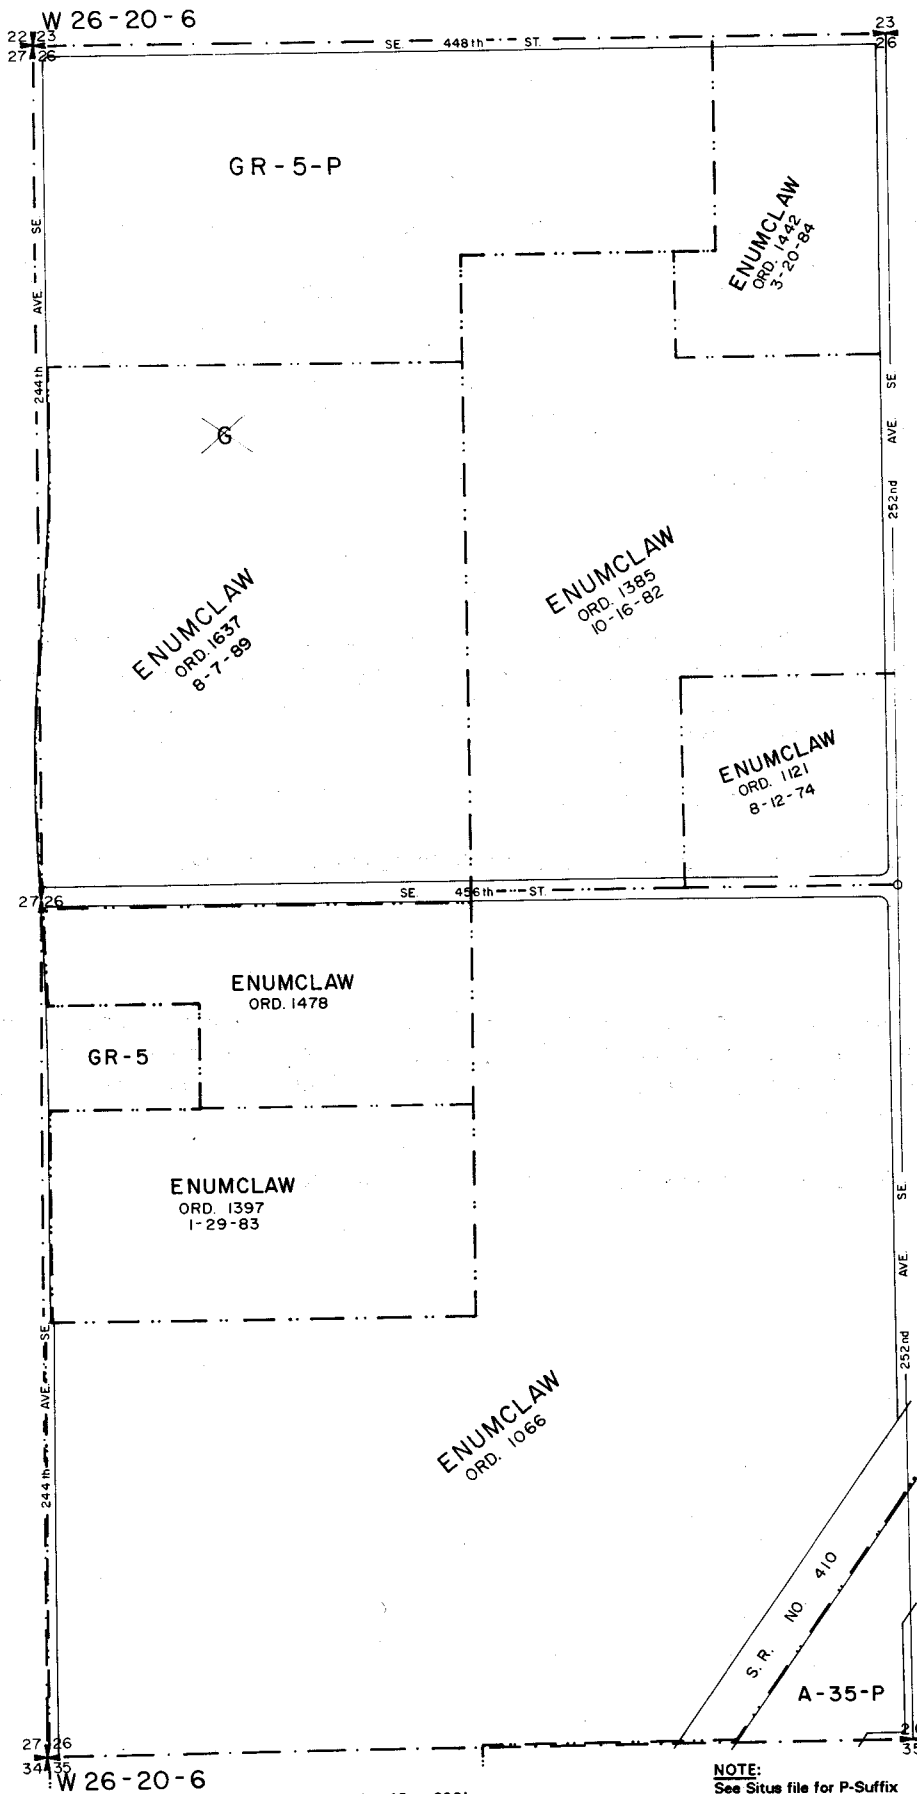 W 26-20-6
22 23
27 26
SE. 448th ST.
23
26
GR-5-P
244th AVE. SE.
ENUMCLAW
ORD. 1442
3-20-84
G
252nd AVE. SE
ENUMCLAW
ORD. 1385
10-16-82
ENUMCLAW
ORD. 1637
8-7-89
ENUMCLAW
ORD. 1121
8-12-74
SE. 456th ST.
27 26
ENUMCLAW
ORD. 1478
GR-5
ENUMCLAW
ORD. 1397
1-29-83
252nd AVE. SE.
244th AVE. SE
ENUMCLAW
ORD. 1066
S. R. NO. 410
A-35-P
27 26
34 35
35
W 26-20-6
NOTE:
See Situs file for P-Suffix